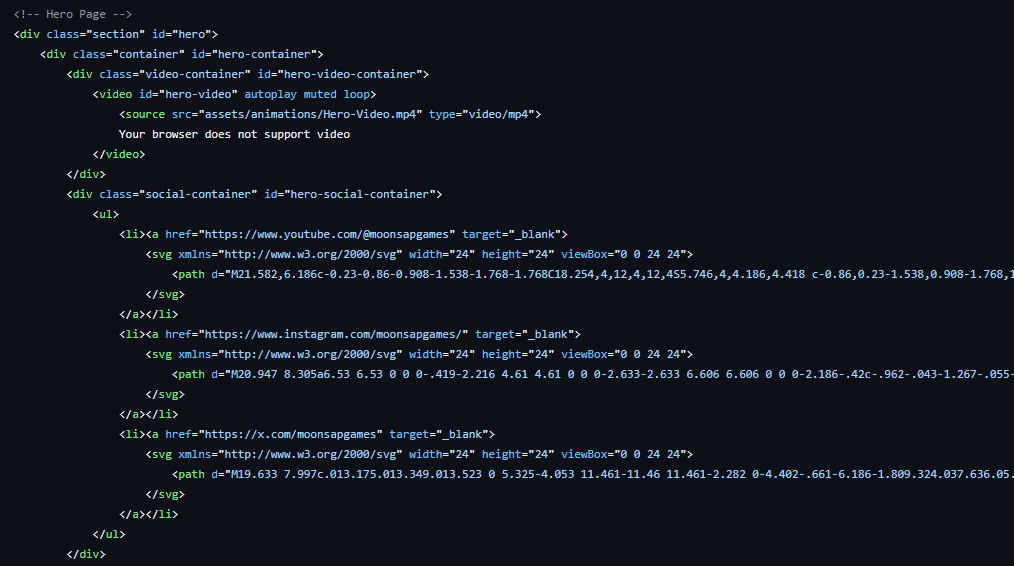 <!-- Hero Page -->
<div class="section" id="hero">
<div class="container" id="hero-container">
<div class="video-container" id="hero-video-container">
<video id="hero-video" autoplay muted loop>
<source src="assets/animations/Hero-Video.mp4" type="video/mp4">
Your browser does not support video
</video>
</div>
<div class="social-container" id="hero-social-container">
<ul>
<li><a href="https://www.youtube.com/@moonsapgames" target="_blank">
<svg xmlns="http://www.w3.org/2000/svg" width="24" height="24" viewBox="0 0 24 24">
<path d="M21.582,6.186c-0.23-0.86-0.908-1.538-1.768-1.768C18.254,4,12,4,12,4S5.746,4,4.186,4.418 c-0.86,0.23-1.538,0.908-1.768,1
</svg>
</a></li>
<li><a href="https://www.instagram.com/moonsapgames/" target="_blank">
<svg xmlns="http://www.w3.org/2000/svg" width="24" height="24" viewBox="0 0 24 24">
<path d="M20.947 8.305a6.53 6.53 0 0 0-.419-2.216 4.61 4.61 0 0 0-2.633-2.633 6.606 6.606 0 0 0-2.186-.42c-.962-.043-1.267-.055-
</svg>
</a></li>
<li><a href="https://x.com/moonsapgames" target="_blank">
<svg xmlns="http://www.w3.org/2000/svg" width="24" height="24" viewBox="0 0 24 24">
<path d="M19.633 7.997c.013.175.013.349.013.523 0 5.325-4.053 11.461-11.46 11.461-2.282 0-4.402-.661-6.186-1.809.324.037.636.05.
</svg>
</a></li>
</ul>
</div>